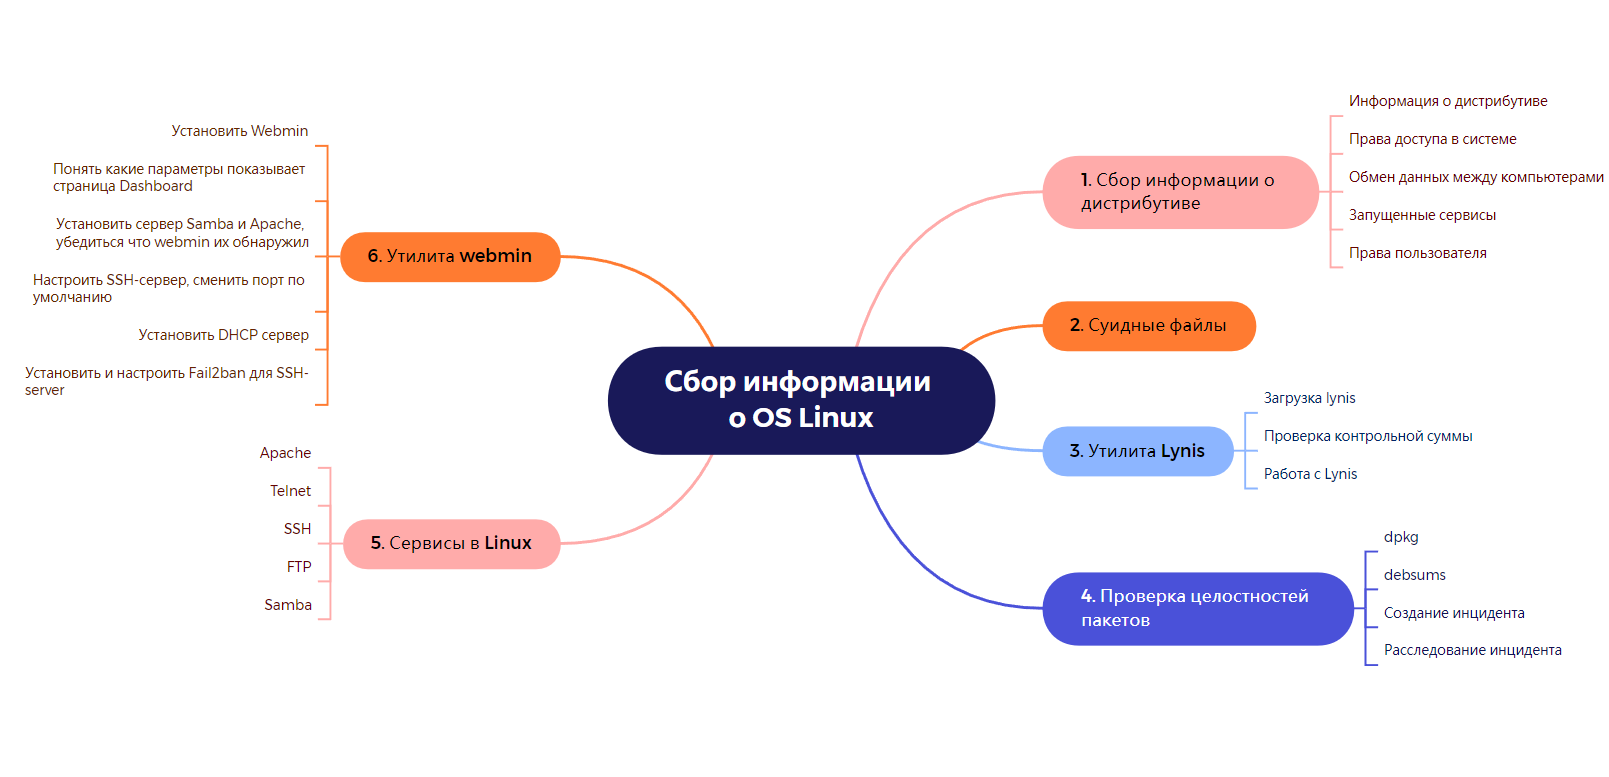 Сбор информации
о OS Linux
1. Сбор информации о
дистрибутиве
Информация о дистрибутиве
Права доступа в системе
Обмен данных между компьютерами
Запущенные сервисы
Права пользователя
2. Суидные файлы
3. Утилита Lynis
Загрузка lynis
Проверка контрольной суммы
Работа с Lynis
4. Проверка целостностей
пакетов
dpkg
debsums
Создание инцидента
Расследование инцидента
5. Сервисы в Linux
Apache
Telnet
SSH
FTP
Samba
6. Утилита webmin
Установить Webmin
Понять какие параметры показывает
страница Dashboard
Установить сервер Samba и Apache,
убедиться что webmin их обнаружил
Настроить SSH-сервер, сменить порт по
умолчанию
Установить DHCP сервер
Установить и настроить Fail2ban для SSH-
server